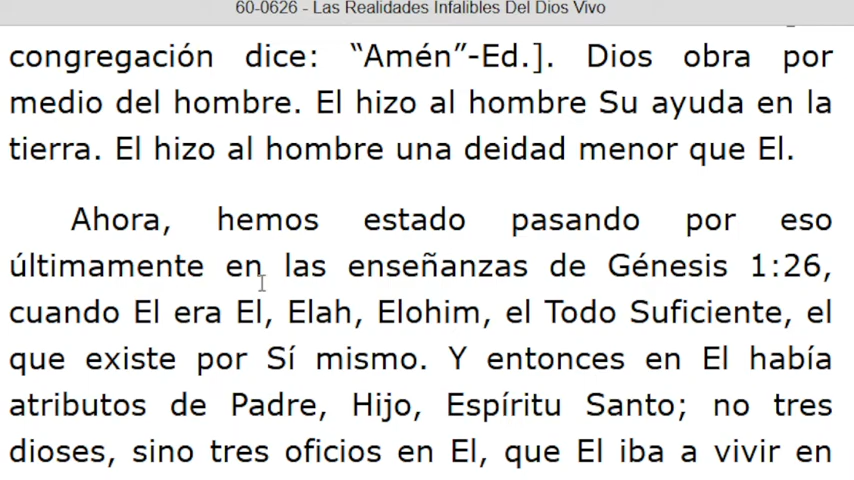 60-0626 - Las Realidades Infalibles Del Dios Vivo
congregación dice: “Amén”-Ed.]. Dios obra por
medio del hombre. El hizo al hombre Su ayuda en la
tierra. El hizo al hombre una deidad menor que El.
Ahora, hemos estado pasando por eso
últimamente en las enseñanzas de Génesis 1:26,
cuando El era El, Elah, Elohim, el Todo Suficiente, el
que existe por Sí mismo. Y entonces en El había
atributos de Padre, Hijo, Espíritu Santo; no tres
dioses, sino tres oficios en El, que El iba a vivir en